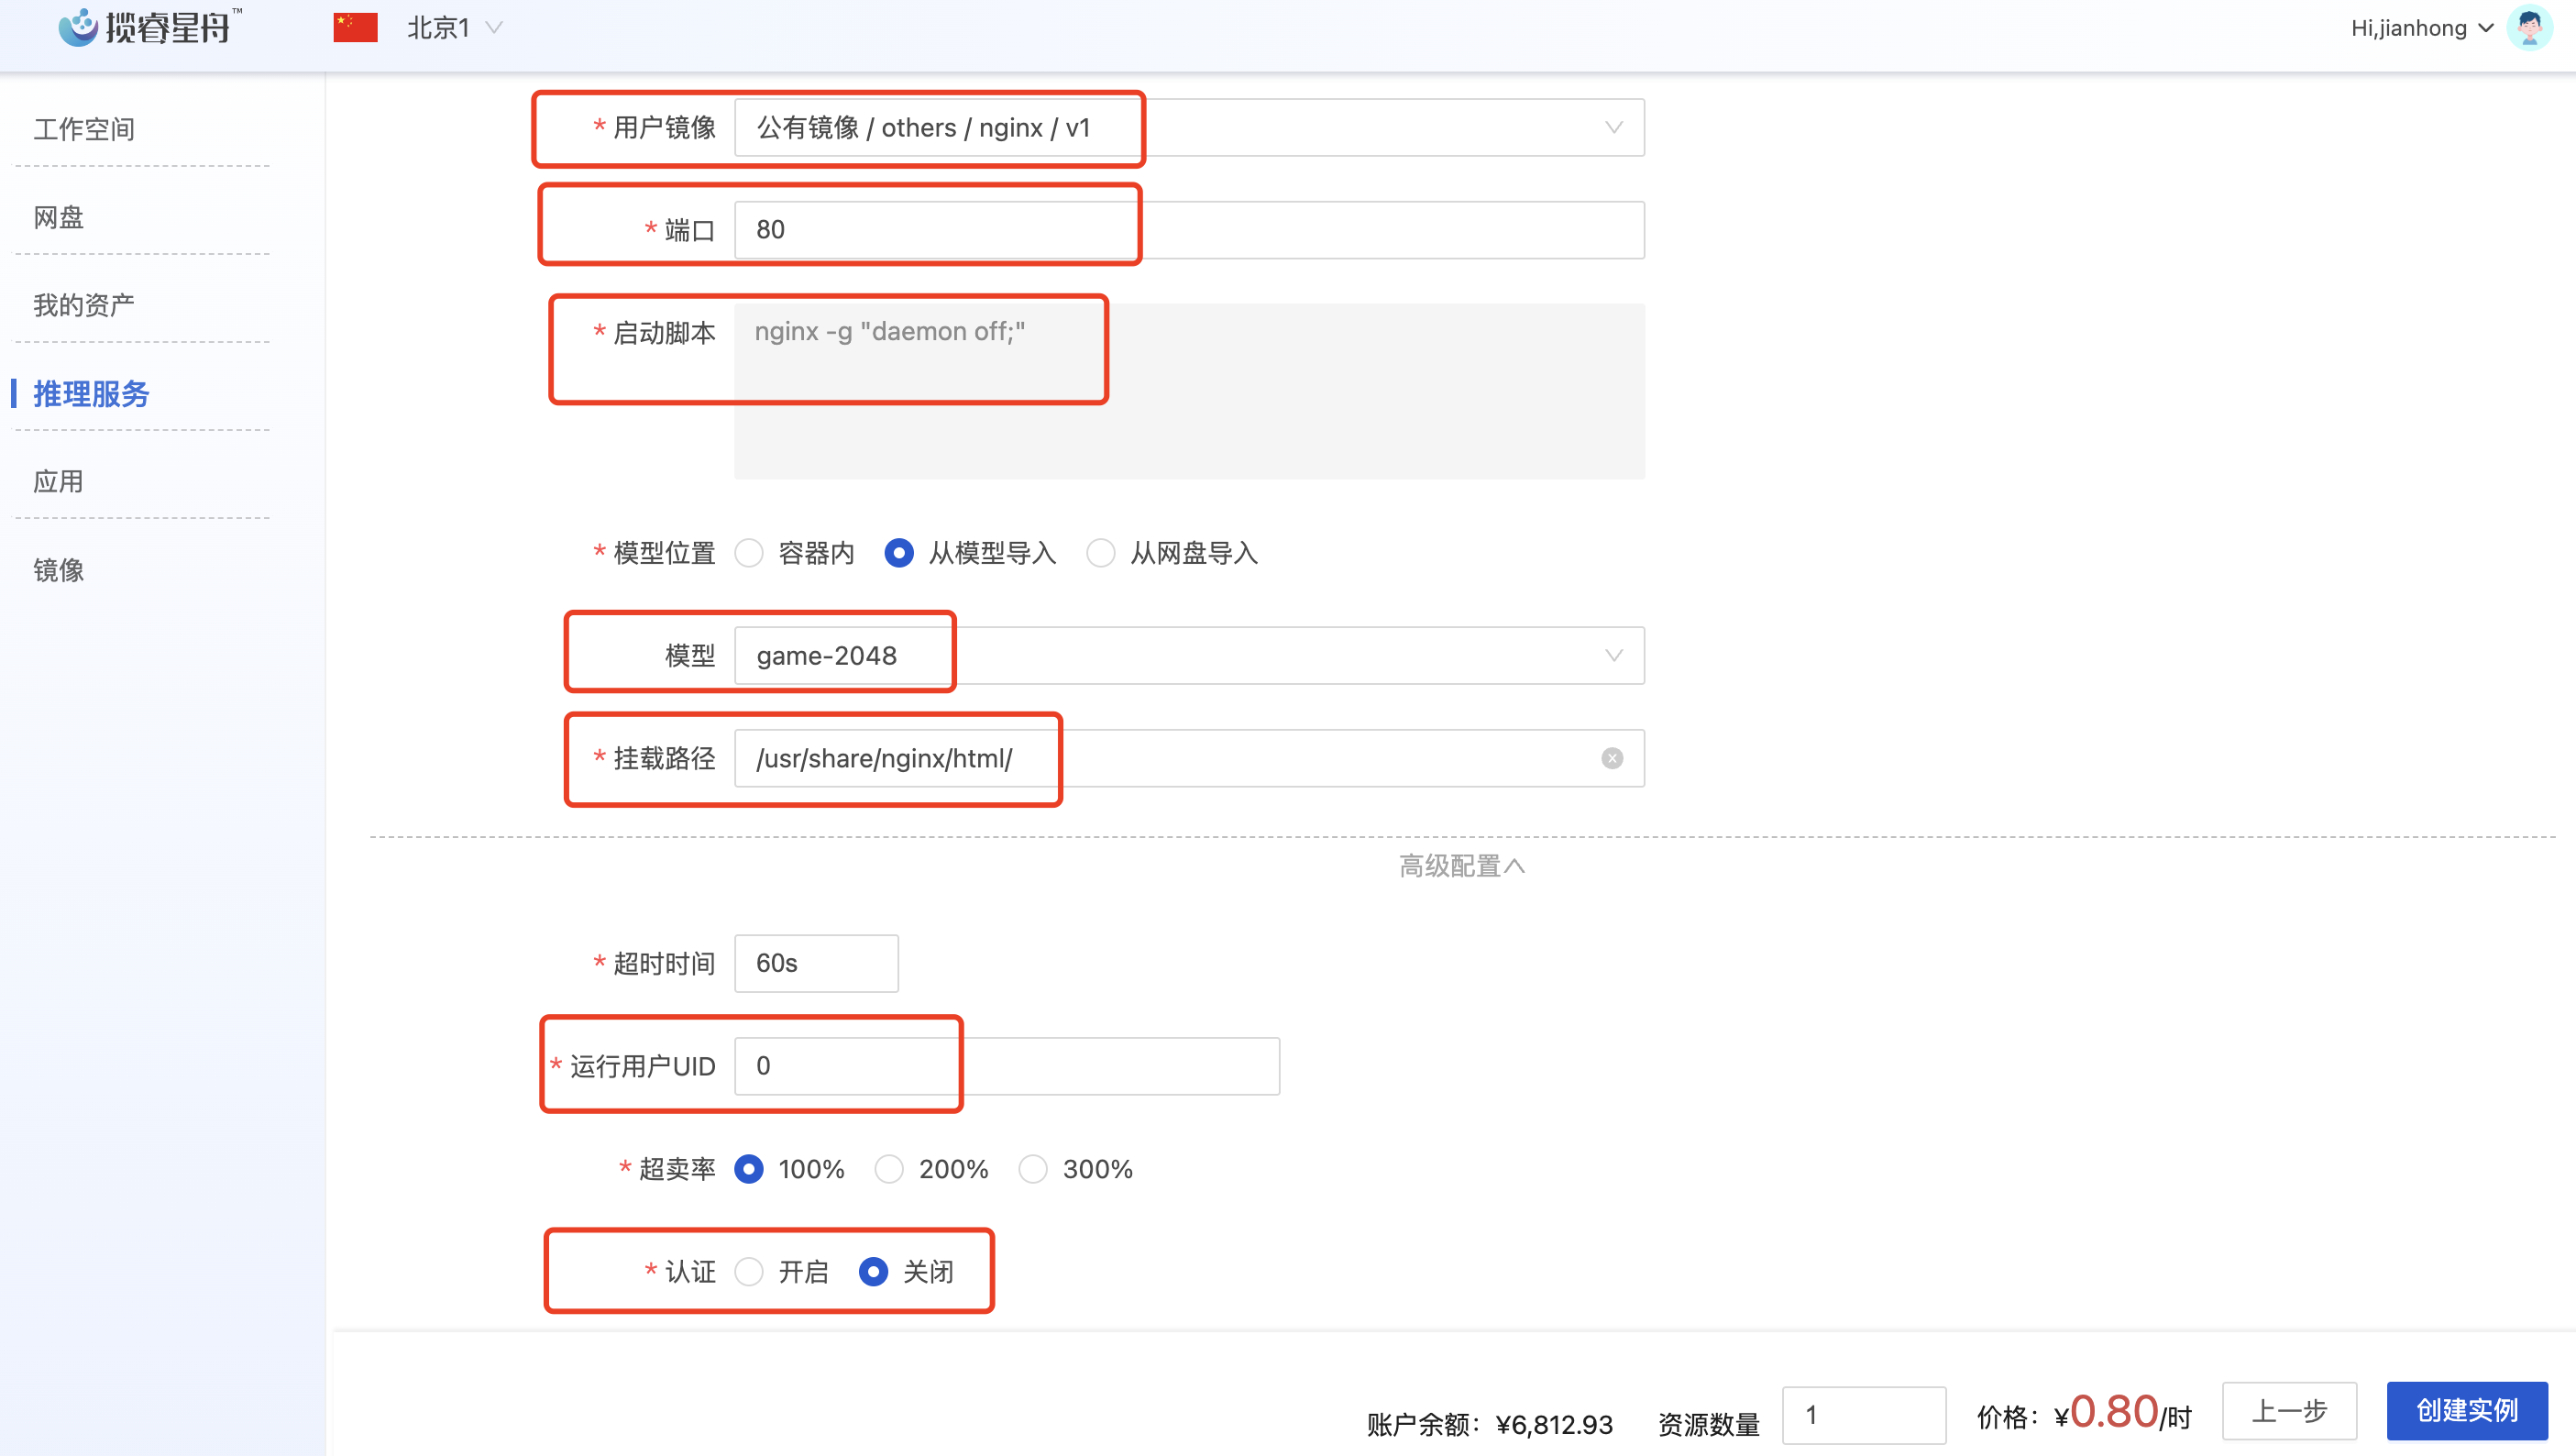 揽睿星舟™
北京1
Hi,jianhong
工作空间
网盘
我的资产
推理服务
应用
镜像
* 用户镜像 公有镜像 / others / nginx / v1
* 端口 80
* 启动脚本 nginx -g "daemon off;"
* 模型位置 容器内 从模型导入 从网盘导入
模型 game-2048
* 挂载路径 /usr/share/nginx/html/
高级配置
* 超时时间 60s
* 运行用户UID 0
* 超卖率 100% 200% 300%
* 认证 开启 关闭
账户余额：¥6,812.93 资源数量 1 价格：¥0.80/时 上一步 创建实例